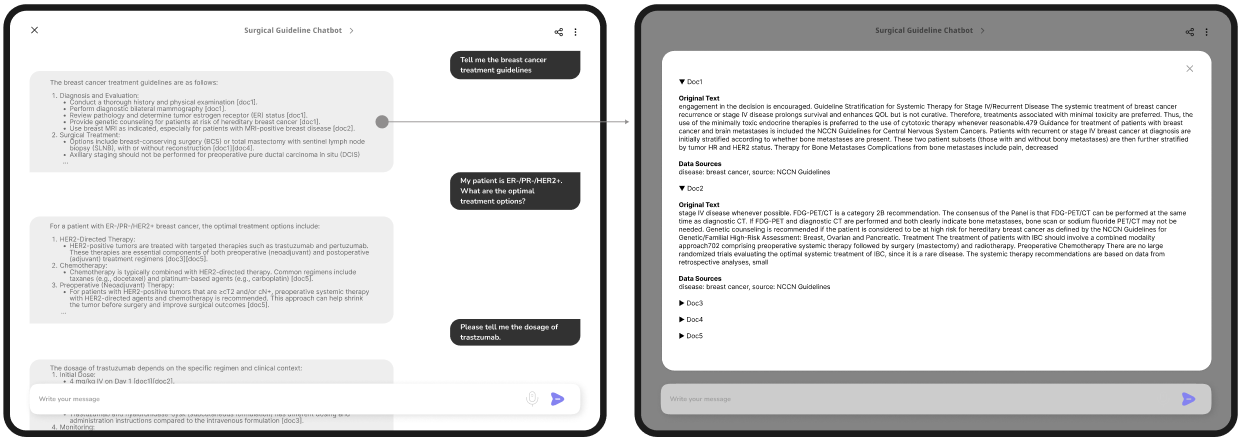 Surgical Guideline Chatbot
Tell me the breast cancer
treatment guidelines
The breast cancer treatment guidelines are as follows:
1. Diagnosis and Evaluation:
• Conduct a thorough history and physical examination [doc1].
• Perform diagnostic bilateral mammography [doc1].
• Review pathology and determine tumor estrogen receptor (ER) status [doc1].
• Provide genetic counseling for patients at risk of hereditary breast cancer [doc1].
• Use breast MRI as indicated, especially for patients with MRI-positive breast disease [doc2].
2. Surgical Treatment:
• Options include breast-conserving surgery (BCS) or total mastectomy with sentinel lymph node
biopsy (SLNB), with or without reconstruction [doc1][doc4].
• Axillary staging should not be performed for preoperative pure ductal carcinoma in situ (DCIS)
...
My patient is ER-/PR-/HER2+.
What are the optimal
treatment options?
For a patient with ER-/PR-/HER2+ breast cancer, the optimal treatment options include:
1. HER2-Directed Therapy:
• HER2-positive tumors are treated with targeted therapies such as trastuzumab and pertuzumab.
These therapies are essential components of both preoperative (neoadjuvant) and postoperative
(adjuvant) treatment regimens [doc3][doc5].
2. Chemotherapy:
• Chemotherapy is typically combined with HER2-directed therapy. Common regimens include
taxanes (e.g., docetaxel) and platinum-based agents (e.g., carboplatin) [doc5].
3. Preoperative (Neoadjuvant) Therapy:
• For patients with HER2-positive tumors that are ≥cT2 and/or cN+, preoperative systemic therapy
with HER2-directed agents and chemotherapy is recommended. This approach can help shrink
the tumor before surgery and improve surgical outcomes [doc5].
...
Please tell me the dosage of
trastzumab.
The dosage of trastuzumab depends on the specific regimen and clinical context:
1. Initial Dose:
• 4 mg/kg IV on Day 1 [doc1][doc2].
Write your message
administration instructions compared to the intravenous formulation [doc3].
4. Monitoring:
Surgical Guideline Chatbot
▼ Doc1
Original Text
engagement in the decision is encouraged. Guideline Stratification for Systemic Therapy for Stage IV/Recurrent Disease The systemic treatment of breast cancer
recurrence or stage IV disease prolongs survival and enhances QOL but is not curative. Therefore, treatments associated with minimal toxicity are preferred. Thus, the
use of the minimally toxic endocrine therapies is preferred to the use of cytotoxic therapy whenever reasonable.479 Guidance for treatment of patients with breast
cancer and brain metastases is included the NCCN Guidelines for Central Nervous System Cancers. Patients with recurrent or stage IV breast cancer at diagnosis are
initially stratified according to whether bone metastases are present. These two patient subsets (those with and without bony metastases) are then further stratified
by tumor HR and HER2 status. Therapy for Bone Metastases Complications from bone metastases include pain, decreased
Data Sources
disease: breast cancer, source: NCCN Guidelines
▼ Doc2
Original Text
stage IV disease whenever possible. FDG-PET/CT is a category 2B recommendation. The consensus of the Panel is that FDG-PET/CT can be performed at the same
time as diagnostic CT. If FDG-PET and diagnostic CT are performed and both clearly indicate bone metastases, bone scan or sodium fluoride PET/CT may not be
needed. Genetic counseling is recommended if the patient is considered to be at high risk for hereditary breast cancer as defined by the NCCN Guidelines for
Genetic/Familial High-Risk Assessment: Breast, Ovarian and Pancreatic. Treatment The treatment of patients with IBC should involve a combined modality
approach702 comprising preoperative systemic therapy followed by surgery (mastectomy) and radiotherapy. Preoperative Chemotherapy There are no large
randomized trials evaluating the optimal systemic treatment of IBC, since it is a rare disease. The systemic therapy recommendations are based on data from
retrospective analyses, small
Data Sources
disease: breast cancer, source: NCCN Guidelines
▶ Doc3
▶ Doc4
▶ Doc5
Write your message